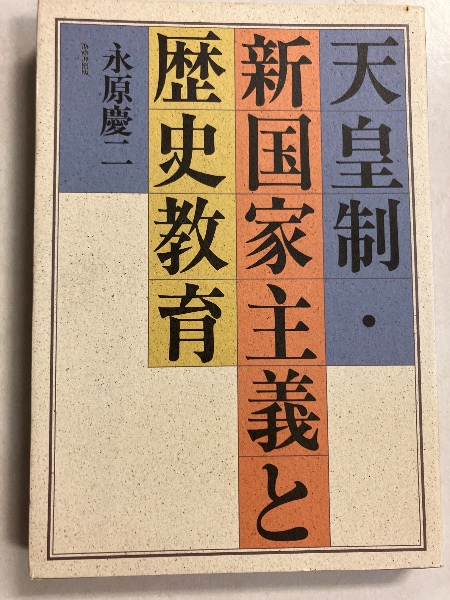 天皇制・
新国家主義と
歴史教育
永原慶二